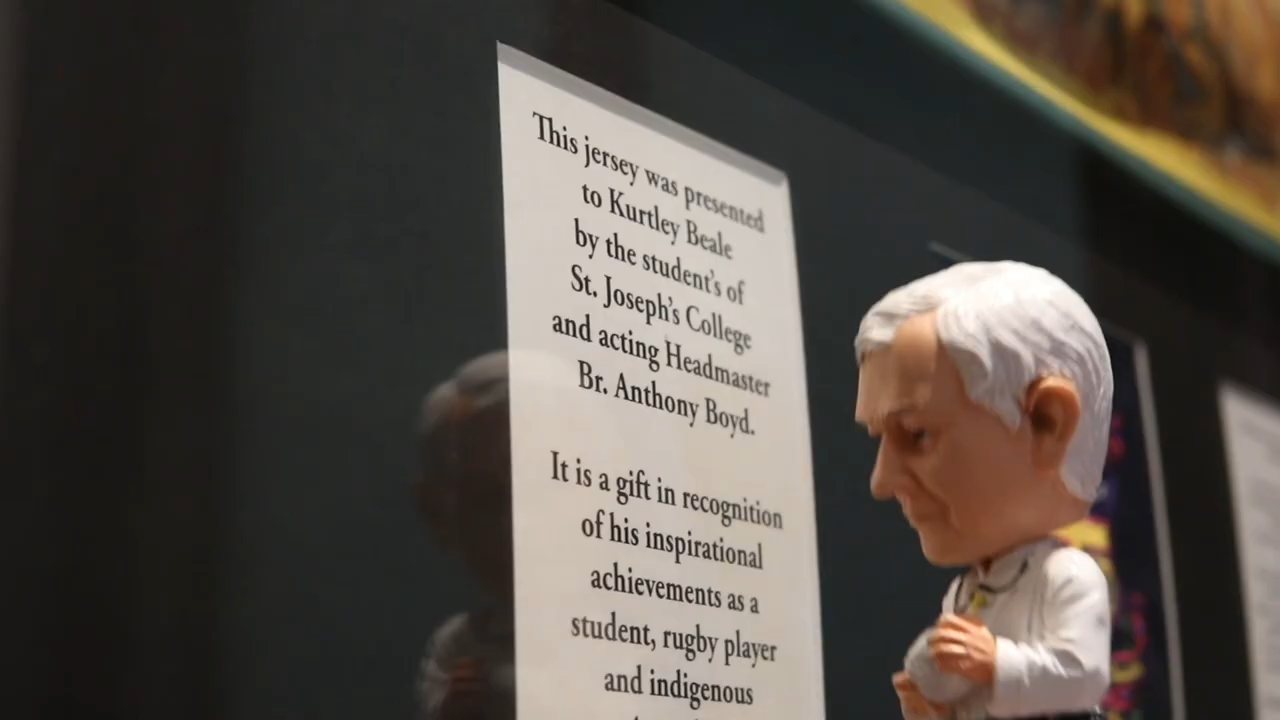 This jersey was presented
to Kurtley Beale
by the student's of
St. Joseph's College
and acting Headmaster
Br. Anthony Boyd.
It is a gift in recognition
of his inspirational
achievements as a
student, rugby player
and indigenous